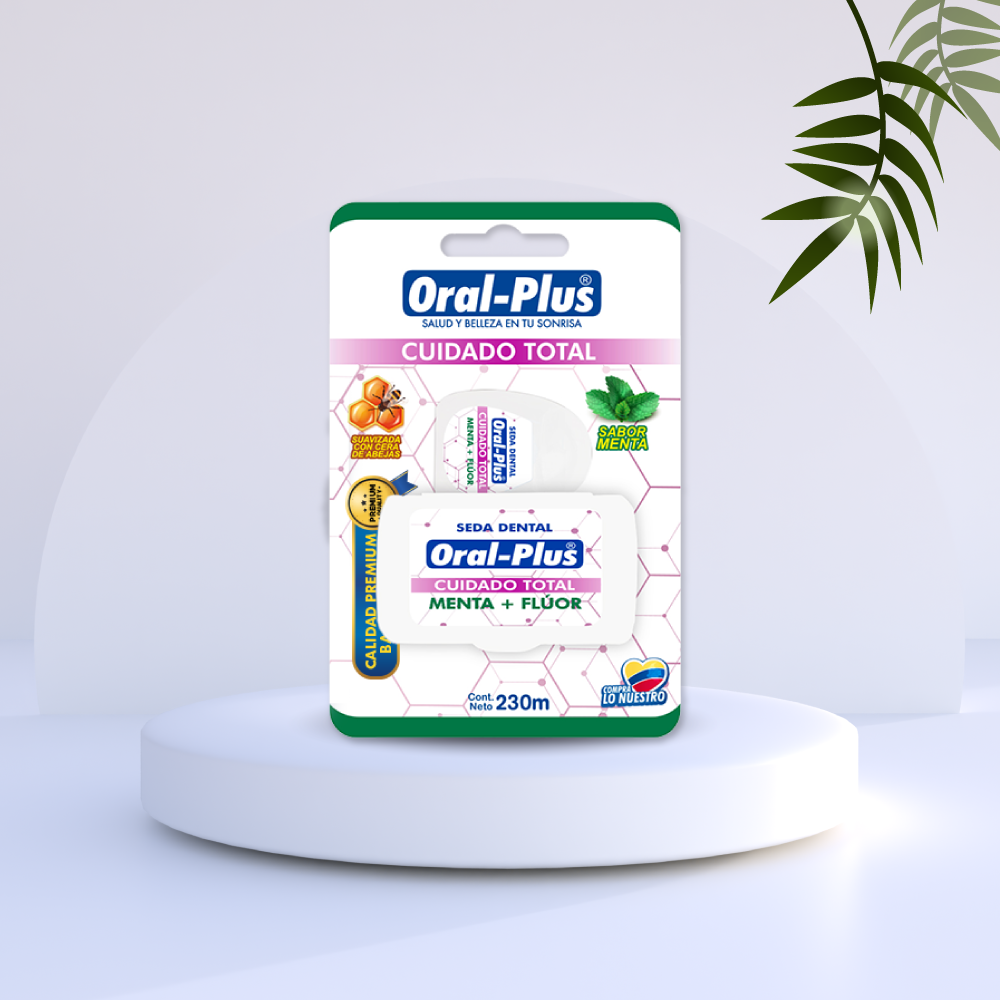 Oral-Plus®
SALUD Y BELLEZA EN TU SONRISA
CUIDADO TOTAL
SUAVIZADA
CON CERA
DE ABEJAS
SABOR
MENTA
SEDA DENTAL
Oral-Plus
CUIDADO TOTAL
MENTA + FLÚOR
PREMIUM
QUALITY
CALIDAD PREMIUM
SEDA DENTAL
Oral-Plus®
CUIDADO TOTAL
MENTA + FLÚOR
Cont.
Neto 230m
COMPRA
LO NUESTRO